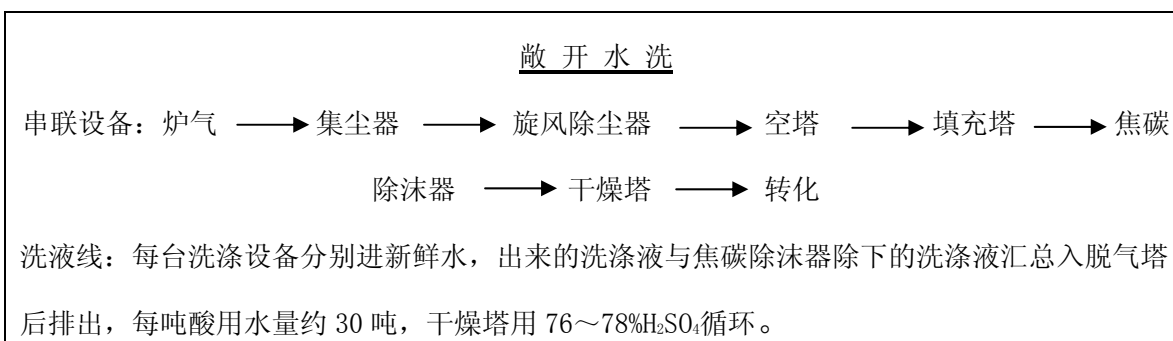 敞 开 水 洗
串联设备：炉气 ⟶ 集尘器 ⟶ 旋风除尘器 ⟶ 空塔 ⟶ 填充塔 ⟶ 焦碳
除沫器 ⟶ 干燥塔 ⟶ 转化
洗液线：每台洗涤设备分别进新鲜水，出来的洗涤液与焦碳除沫器除下的洗涤液汇总入脱气塔
后排出，每吨酸用水量约 30 吨，干燥塔用 76～78%H₂SO₄循环。